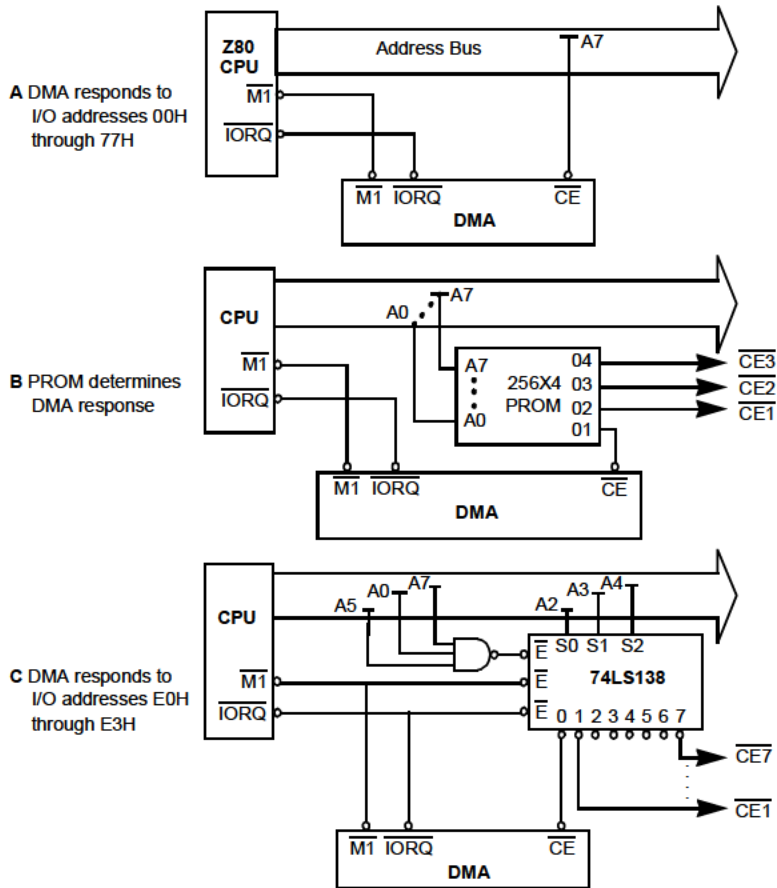 Z80
CPU
Address Bus
A7
A DMA responds to
I/O addresses 00H
through 77H
M1
IORQ
M1 IORQ CE
DMA
CPU
A7
A0
B PROM determines
DMA response
M1
IORQ
A7
A0
256X4
PROM
04
03
02
01
CE3
CE2
CE1
M1 IORQ CE
DMA
CPU
A5
A0
A7
A2
A3
A4
C DMA responds to
I/O addresses E0H
through E3H
M1
IORQ
E
E
E
S0 S1 S2
74LS138
0 1 2 3 4 5 6 7
CE7
CE1
M1 IORQ CE
DMA